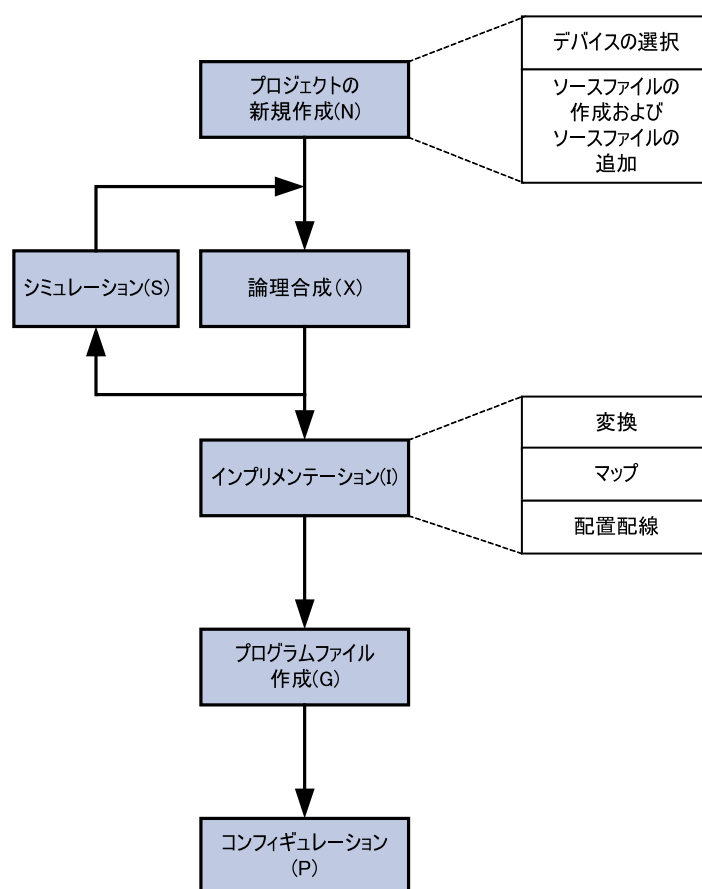 プロジェクトの
新規作成(N)
デバイスの選択
ソースファイルの
作成および
ソースファイルの
追加
シミュレーション(S)
論理合成(X)
インプリメンテーション(I)
変換
マップ
配置配線
プログラムファイル
作成(G)
コンフィギュレーション
(P)